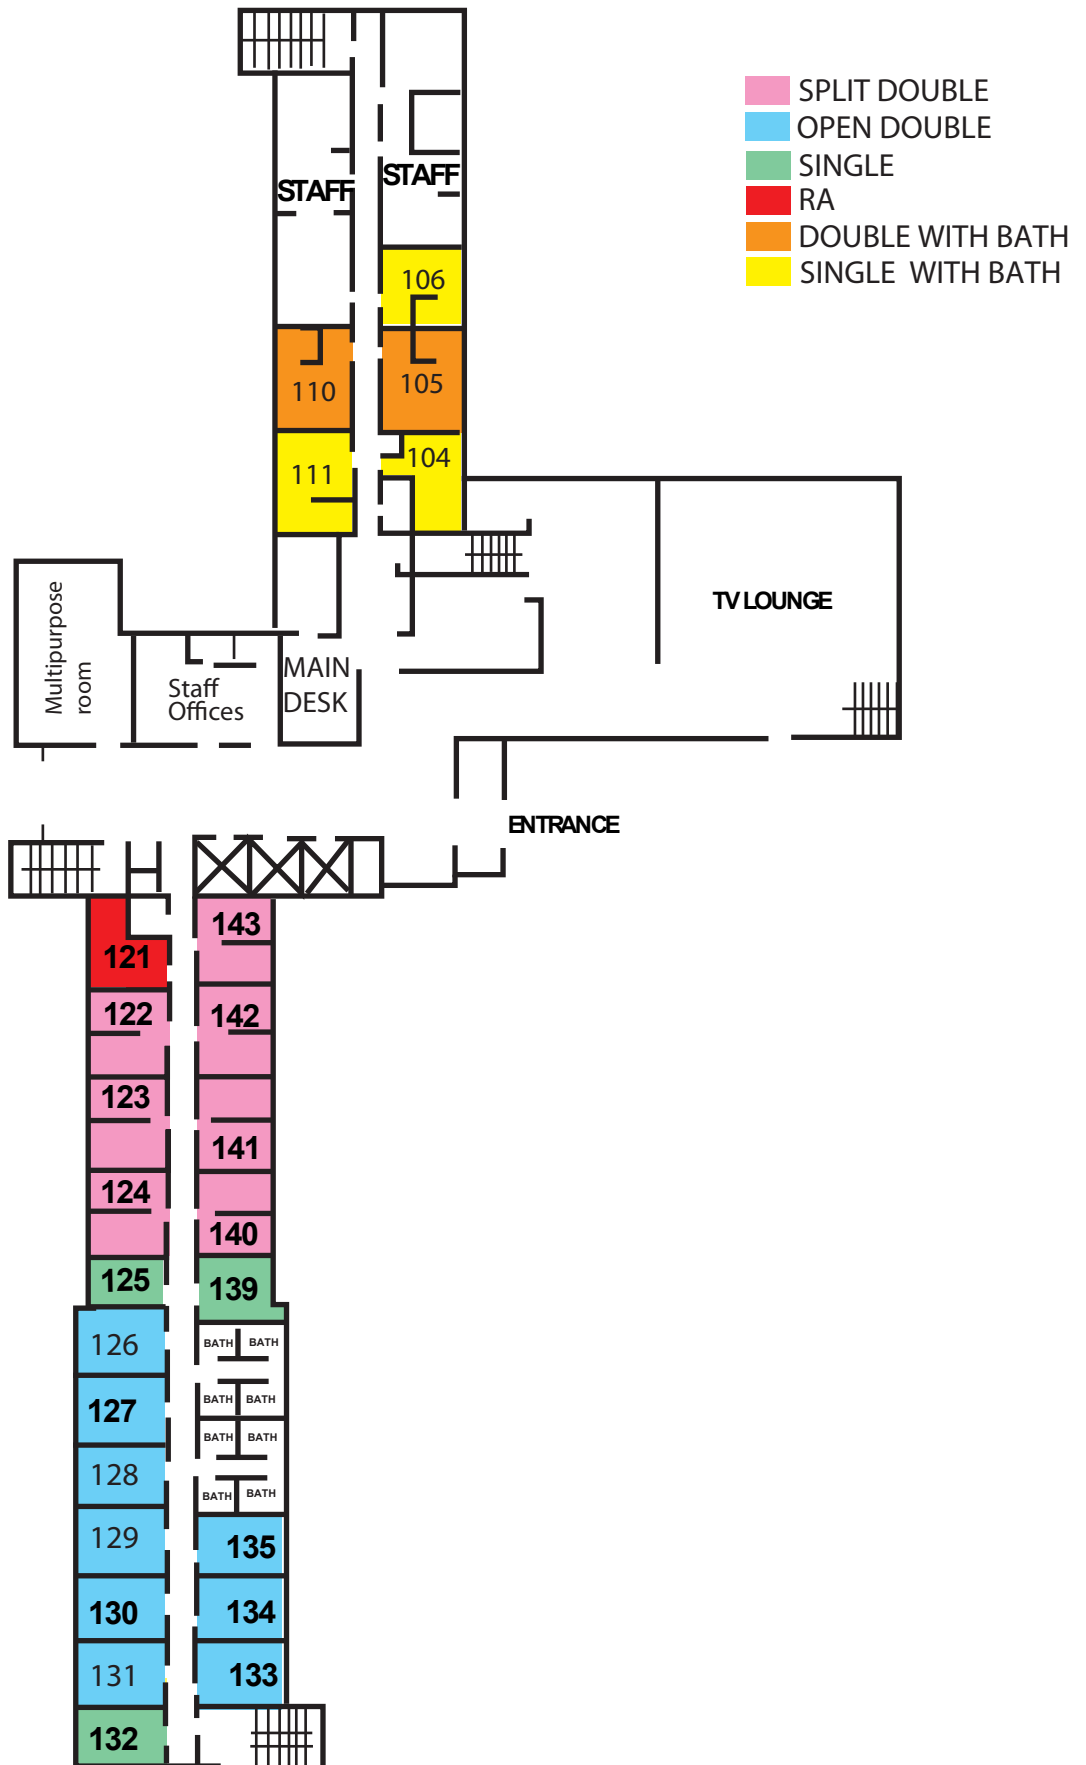 SPLIT DOUBLE
OPEN DOUBLE
SINGLE
RA
DOUBLE WITH BATH
SINGLE WITH BATH
STAFF
STAFF
106
110
105
111
104
Multipurpose
room
Staff
Offices
MAIN
DESK
TV LOUNGE
ENTRANCE
143
121
122
142
123
141
124
140
125
139
126
BATH
BATH
127
BATH
BATH
BATH
BATH
128
BATH
BATH
129
135
130
134
131
133
132